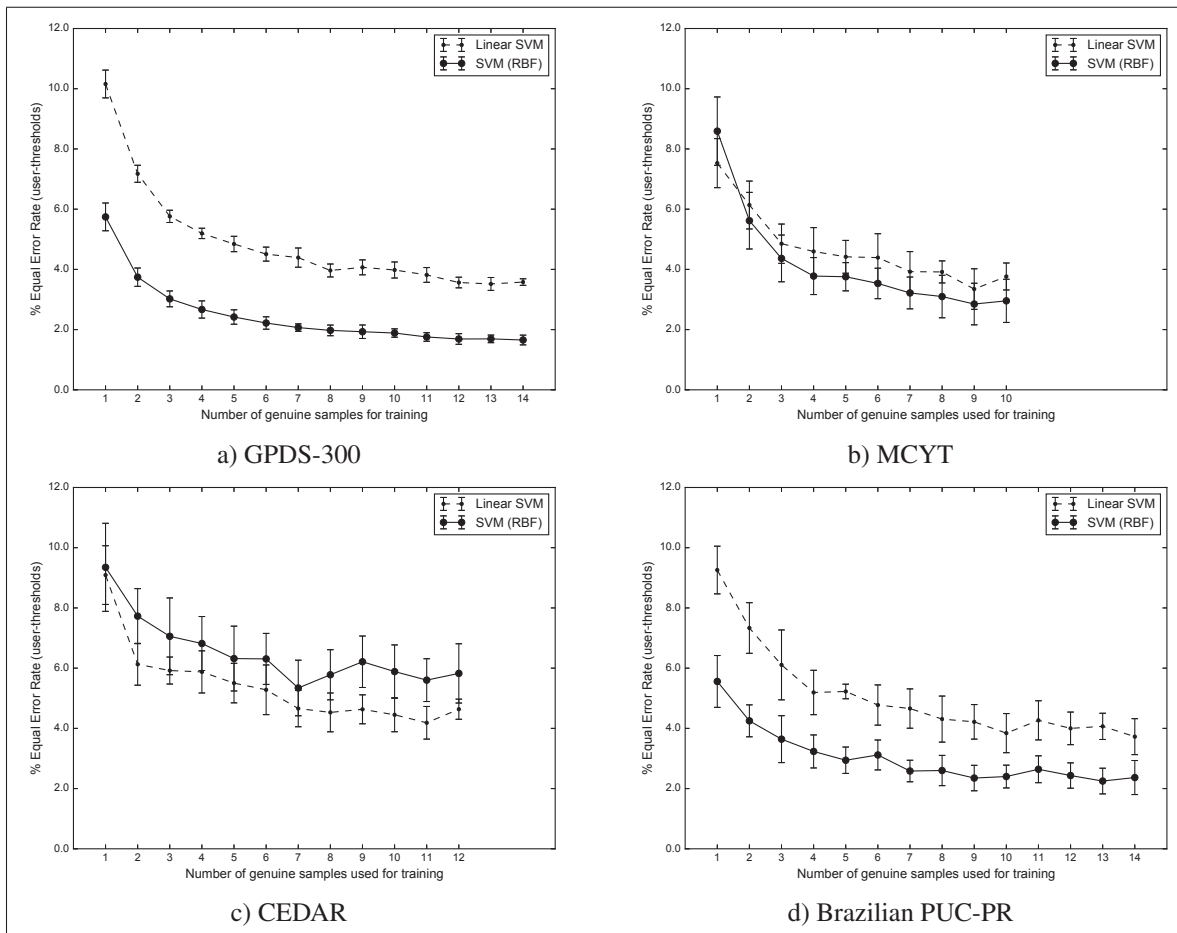 12.0
10.0
8.0
6.0
4.0
2.0
0.0
% Equal Error Rate (user-thresholds)
Linear SVM
SVM (RBF)
1 2 3 4 5 6 7 8 9 10 11 12 13 14
Number of genuine samples for training
a) GPDS-300
12.0
10.0
8.0
6.0
4.0
2.0
0.0
% Equal Error Rate (user-thresholds)
Linear SVM
SVM (RBF)
1 2 3 4 5 6 7 8 9 10
Number of genuine samples used for training
b) MCYT
12.0
10.0
8.0
6.0
4.0
2.0
0.0
% Equal Error Rate (user-thresholds)
Linear SVM
SVM (RBF)
1 2 3 4 5 6 7 8 9 10 11 12
Number of genuine samples used for training
c) CEDAR
12.0
10.0
8.0
6.0
4.0
2.0
0.0
% Equal Error Rate (user-thresholds)
Linear SVM
SVM (RBF)
1 2 3 4 5 6 7 8 9 10 11 12 13 14
Number of genuine samples used for training
d) Brazilian PUC-PR